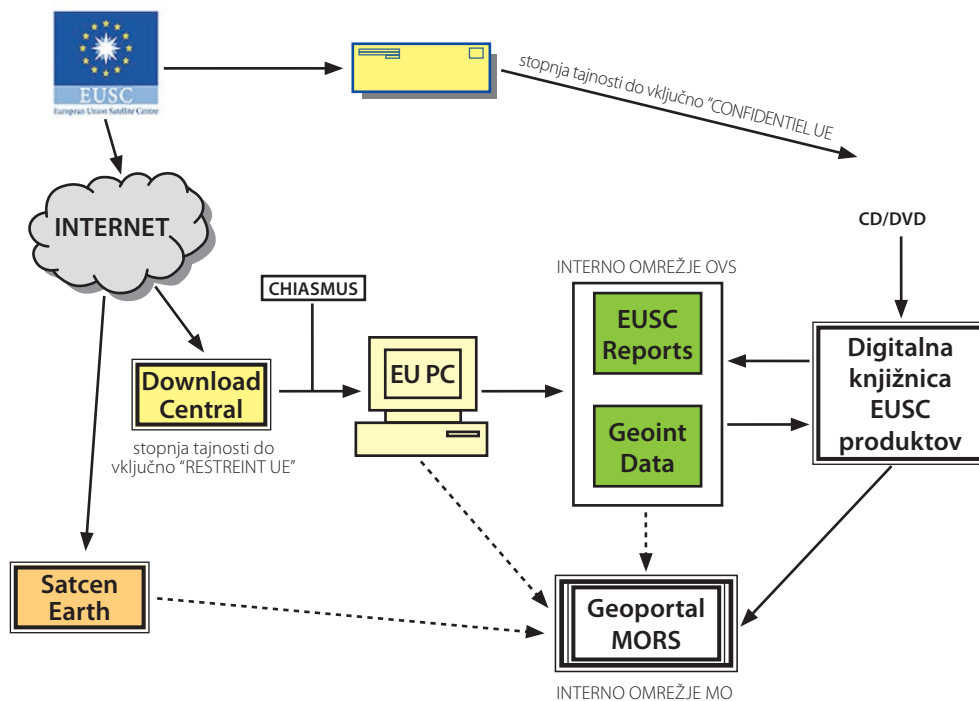 EUSC
European Union Satellite Centre
stopnja tajnosti do vključno "CONFIDENTIEL UE
INTERNET
CD/DVD
INTERNO OMREŽJE OVS
CHIASMUS
EUSC
Reports
Digitalna
knjižnica
EUSC
produktov
Download
Central
EU PC
Geoint
Data
stopnja tajnosti do
vključno "RESTREINT UE"
Satcen
Earth
Geoportal
MORS
INTERNO OMREŽJE MO